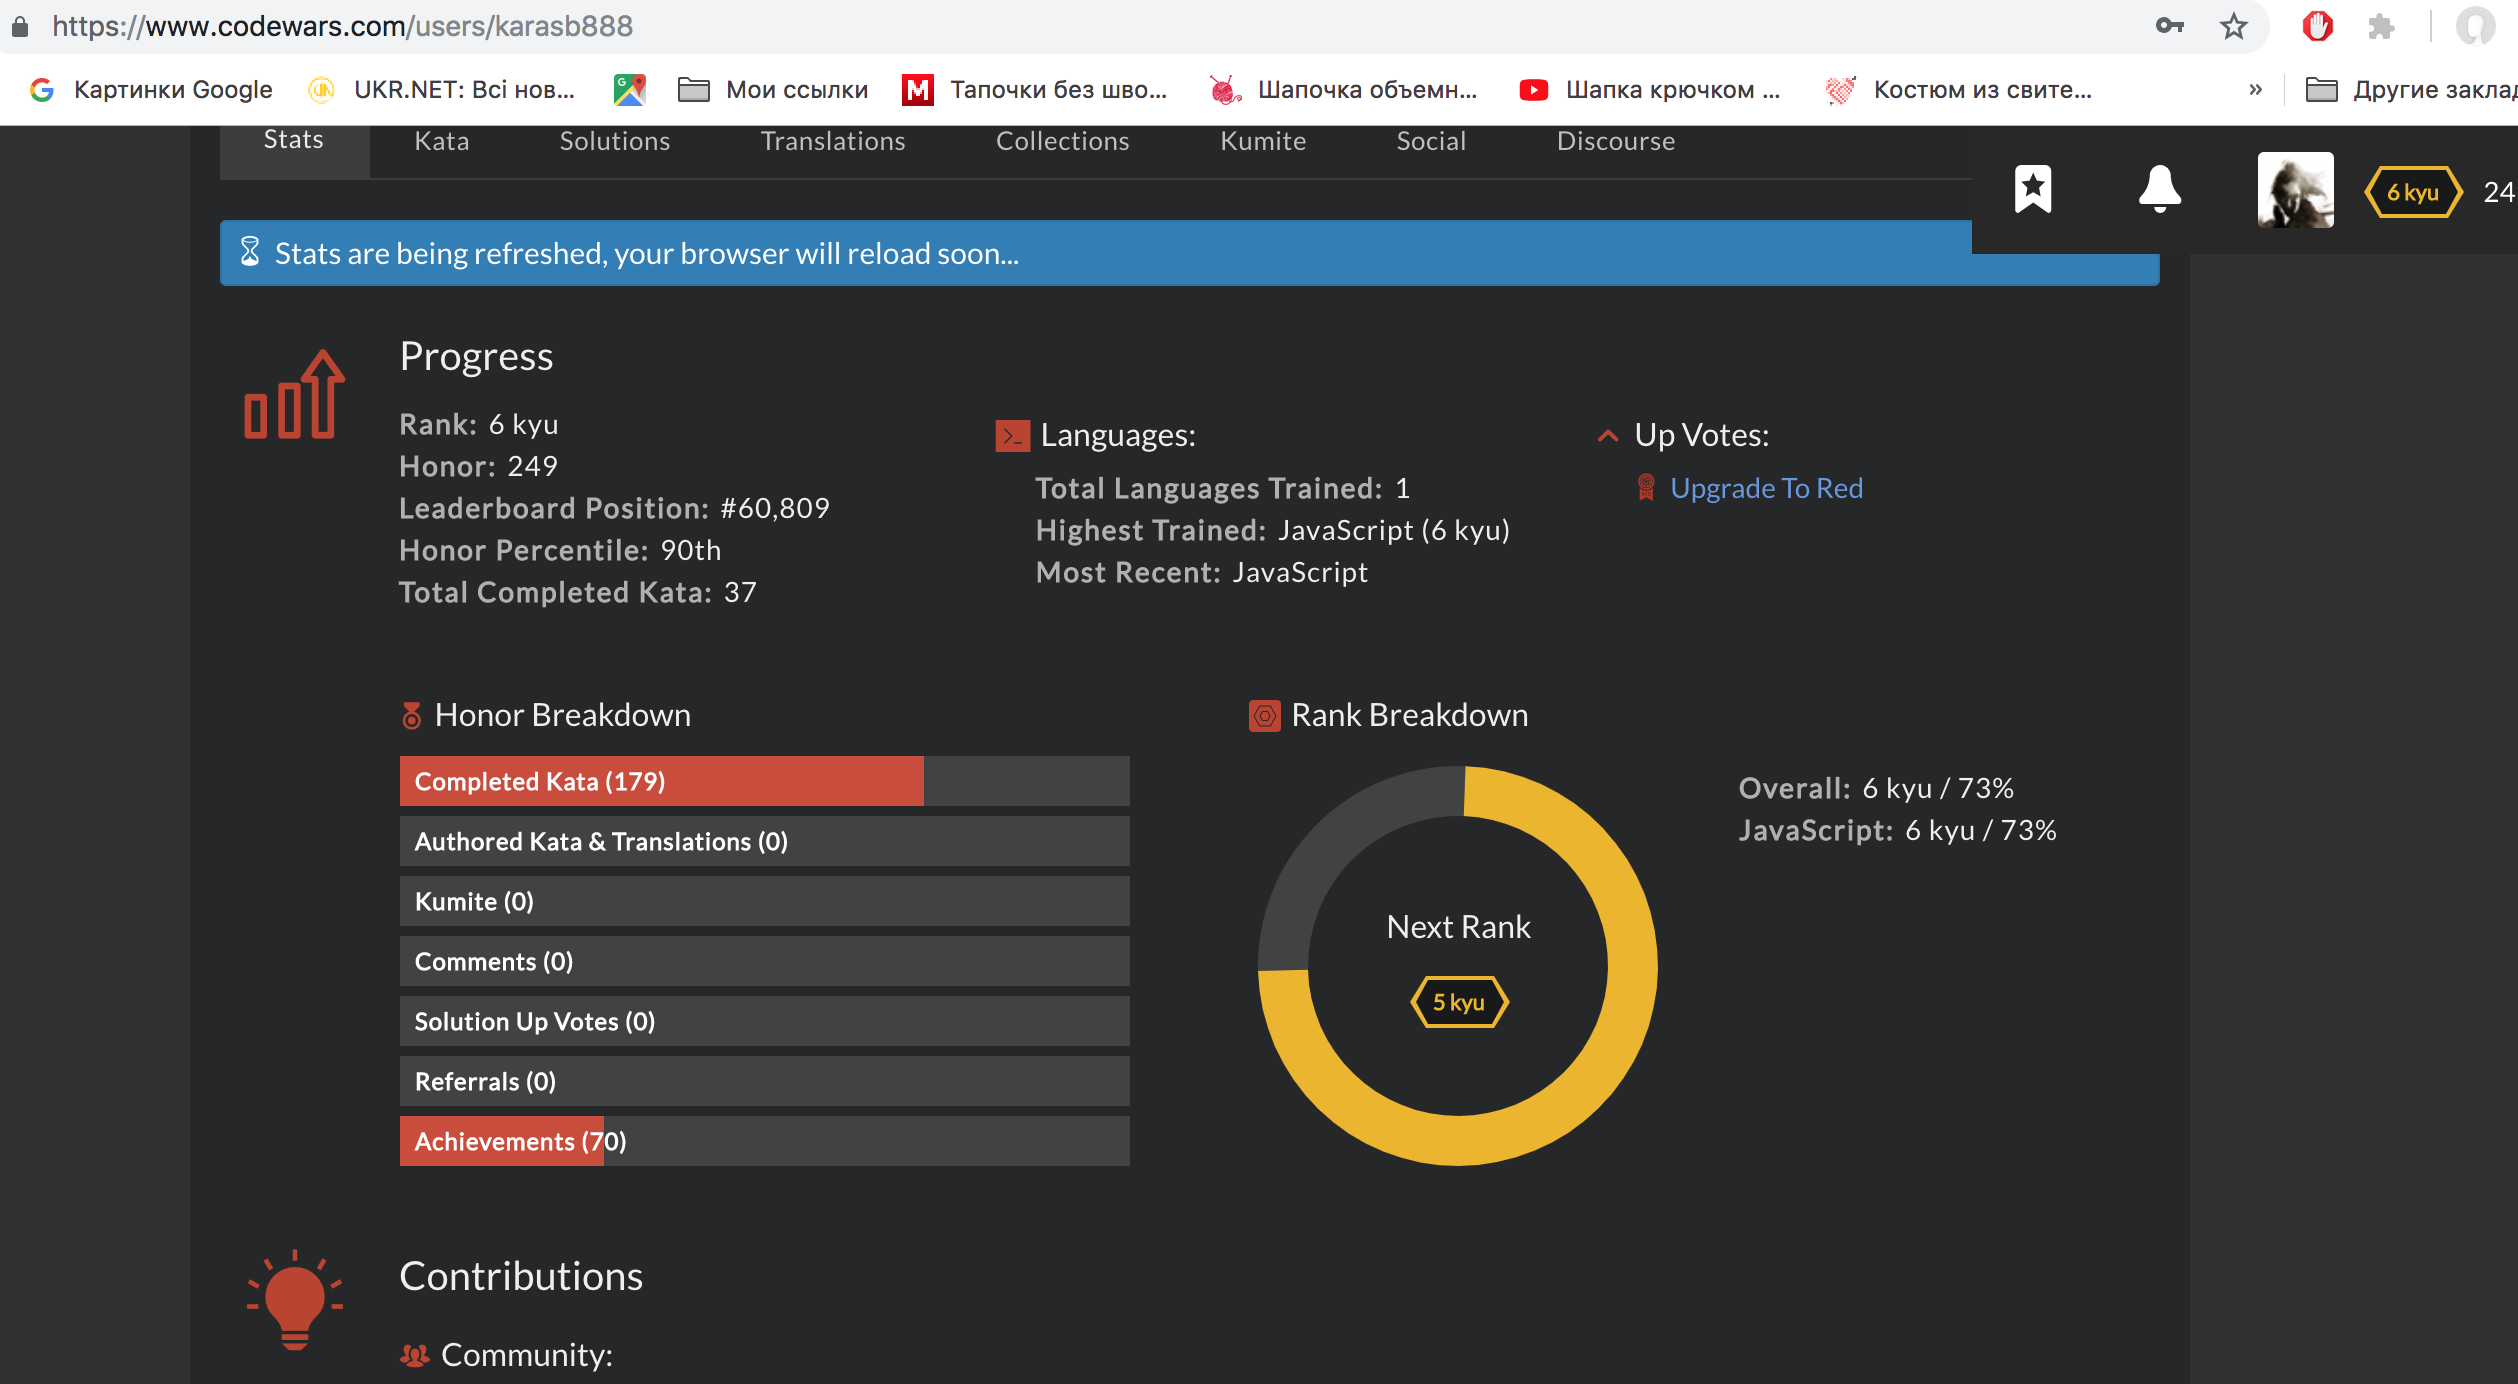 https://www.codewars.com/users/karasb888
Картинки Google
UKR.NET: Всі нов...
Мои ссылки
Тапочки без шво...
Шапочка объемн...
Шапка крючком ...
Костюм из свите...
»
Другие заклад
Stats
Kata
Solutions
Translations
Collections
Kumite
Social
Discourse
6 kyu
24
Stats are being refreshed, your browser will reload soon...
Progress
Rank: 6 kyu
Honor: 249
Leaderboard Position: #60,809
Honor Percentile: 90th
Total Completed Kata: 37
Languages:
Total Languages Trained: 1
Highest Trained: JavaScript (6 kyu)
Most Recent: JavaScript
Up Votes:
Upgrade To Red
Honor Breakdown
Completed Kata (179)
Authored Kata & Translations (0)
Kumite (0)
Comments (0)
Solution Up Votes (0)
Referrals (0)
Achievements (70)
Rank Breakdown
Next Rank
5 kyu
Overall: 6 kyu / 73%
JavaScript: 6 kyu / 73%
Contributions
Community: